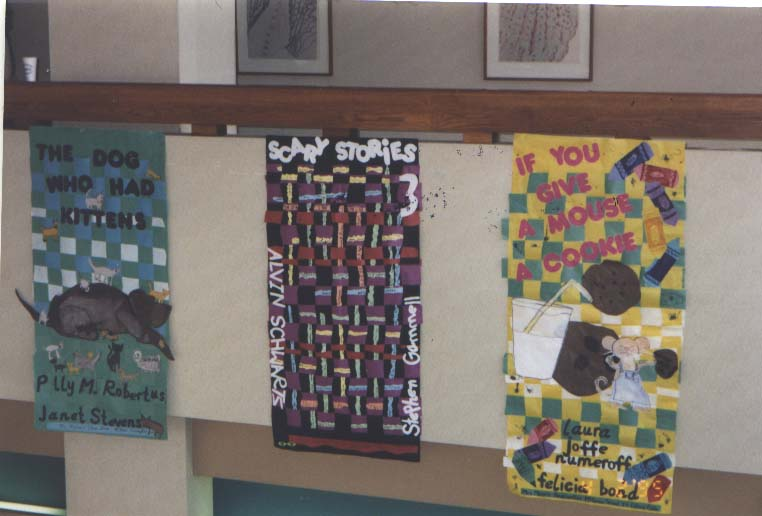 THE DOG
WHO HAD
KITTENS
P lly M. Robertus
Janet Stevens
SCARY STORIES
3
ALVIN SCHWARTS
Stephen Gammell
IF YOU
GIVE
A MOUSE
A COOKIE
laura
Joffe
numeroff
felicia bond